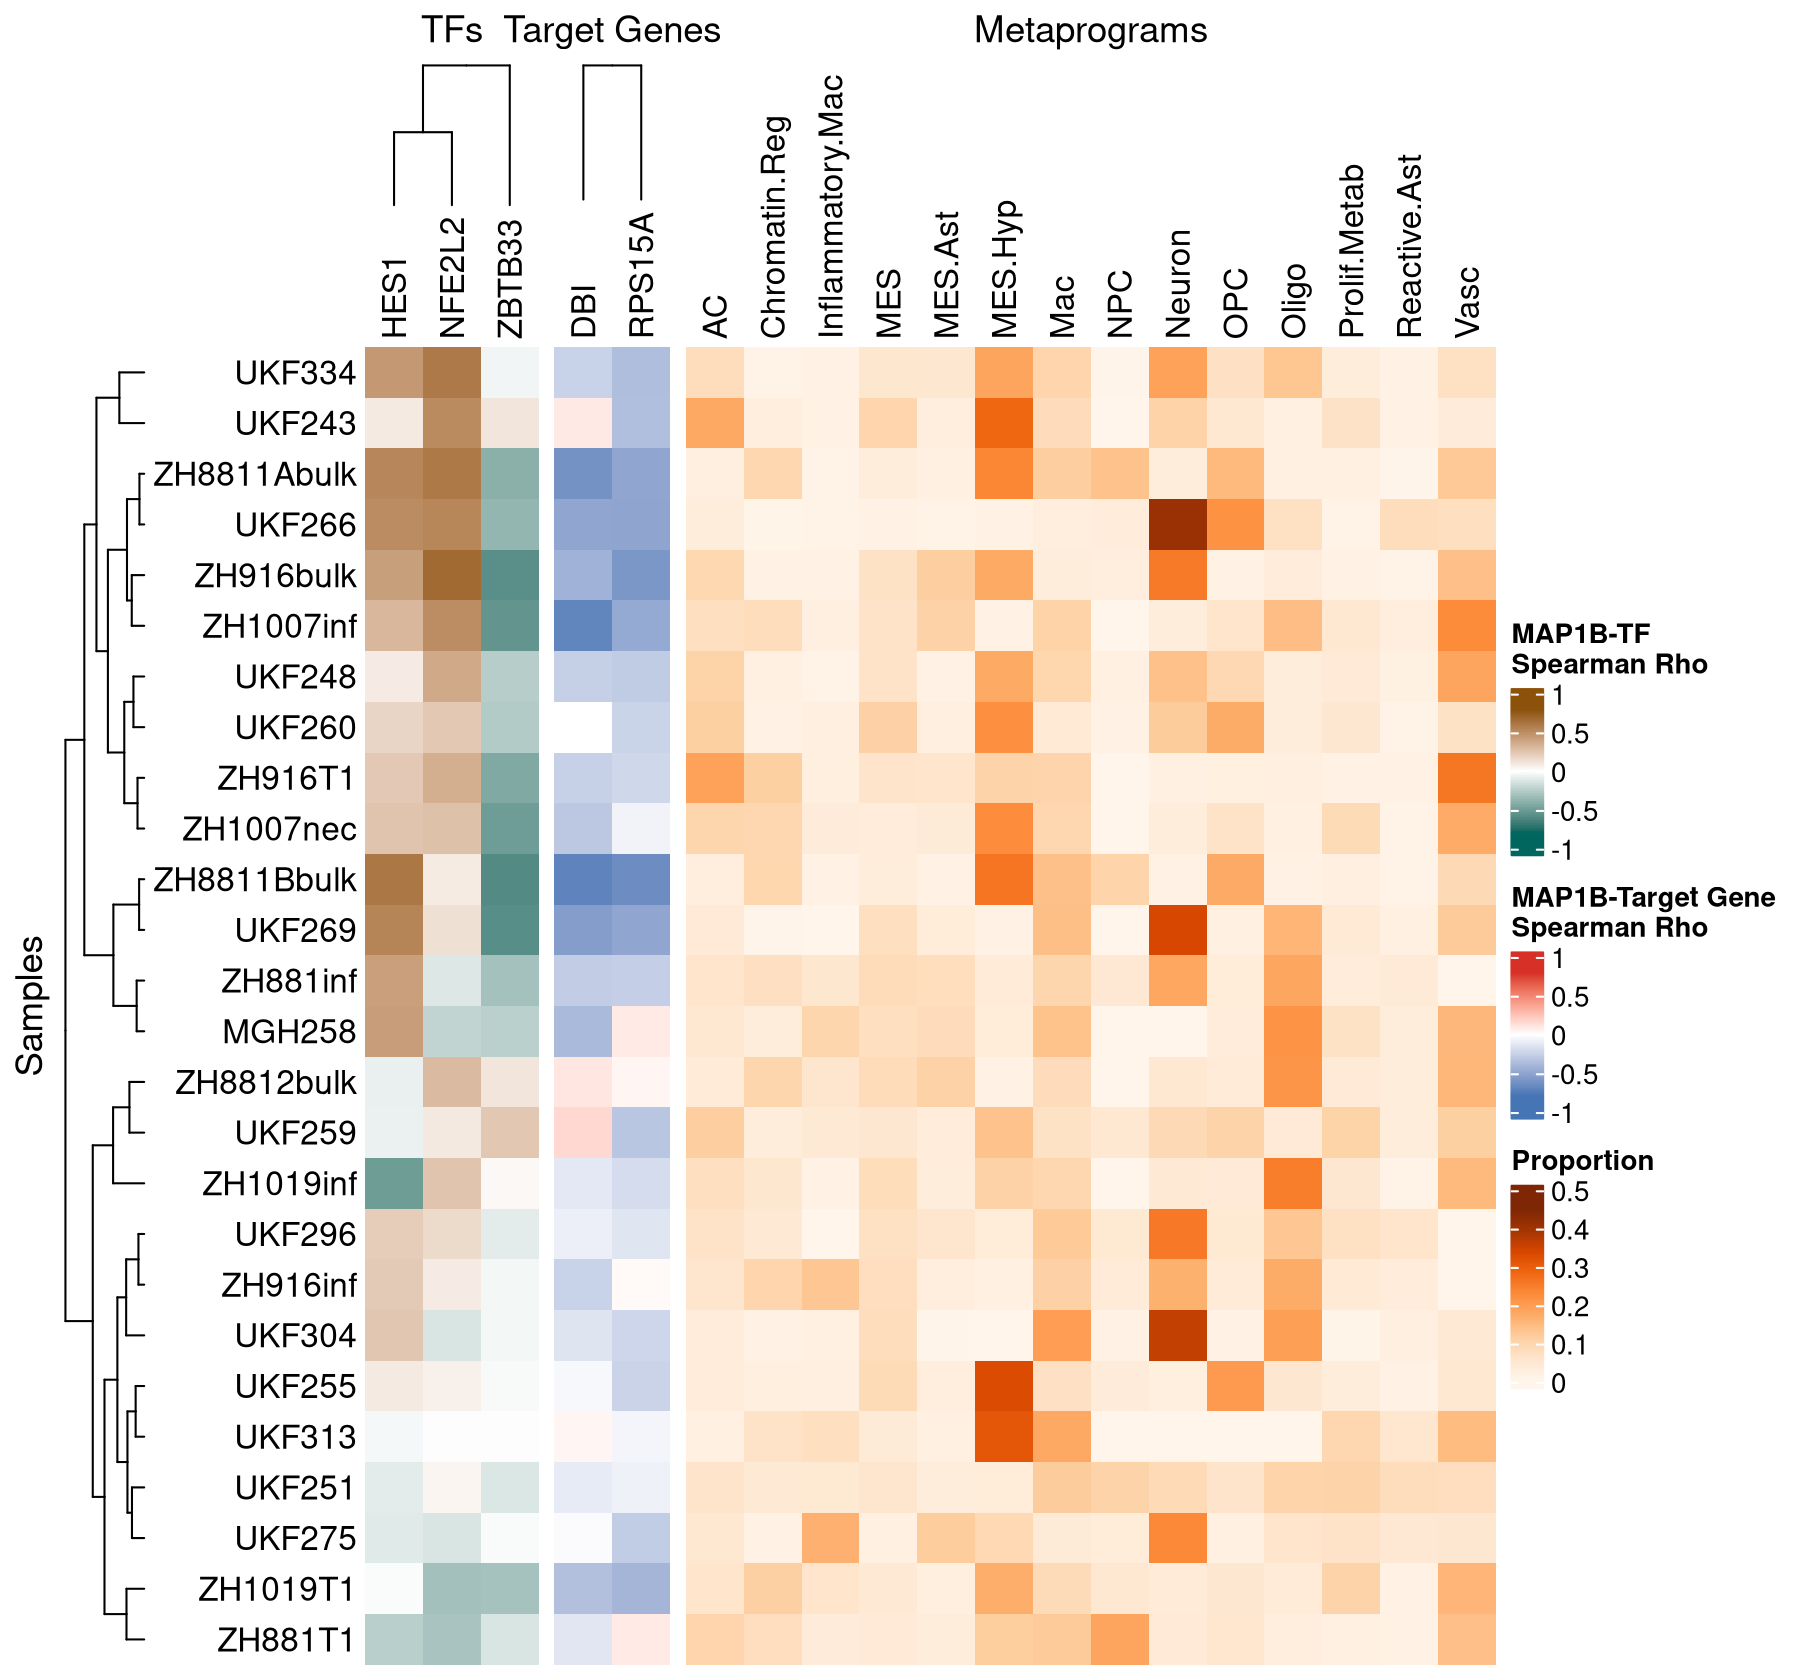 TFs Target Genes Metaprograms
HES1
NFE2L2
ZBTB33
DBI
RPS15A
AC
Chromatin.Reg
Inflammatory.Mac
MES
MES.Ast
MES.Hyp
Mac
NPC
Neuron
OPC
Oligo
Prolif.Metab
Reactive.Ast
Vasc
Samples
UKF334
UKF243
ZH8811Abulk
UKF266
ZH916bulk
ZH1007inf
UKF248
UKF260
ZH916T1
ZH1007nec
ZH8811Bbulk
UKF269
ZH881inf
MGH258
ZH8812bulk
UKF259
ZH1019inf
UKF296
ZH916inf
UKF304
UKF255
UKF313
UKF251
UKF275
ZH1019T1
ZH881T1
MAP1B-TF
Spearman Rho
1
0.5
0
-0.5
-1
MAP1B-Target Gene
Spearman Rho
1
0.5
0
-0.5
-1
Proportion
0.5
0.4
0.3
0.2
0.1
0